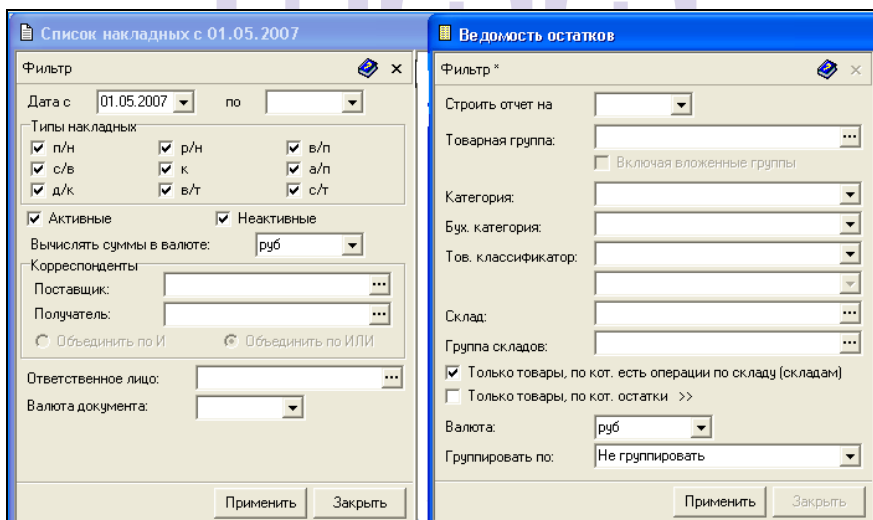 Список накладных с 01.05.2007
Фильтр
Дата с 01.05.2007 по
Типы накладных
п/н р/н в/п
с/в к а/п
д/к в/т с/т
Активные Неактивные
Вычислять суммы в валюте: руб
Корреспонденты
Поставщик:
Получатель:
Объединить по И Объединить по ИЛИ
Ответственное лицо:
Валюта документа:
Применить Закрыть
Ведомость остатков
Фильтр *
Строить отчет на
Товарная группа:
Включая вложенные группы
Категория:
Бух. категория:
Тов. классификатор:
Склад:
Группа складов:
Только товары, по кот. есть операции по складу (складам)
Только товары, по кот. остатки >>
Валюта: руб
Группировать по: Не группировать
Применить Закрыть